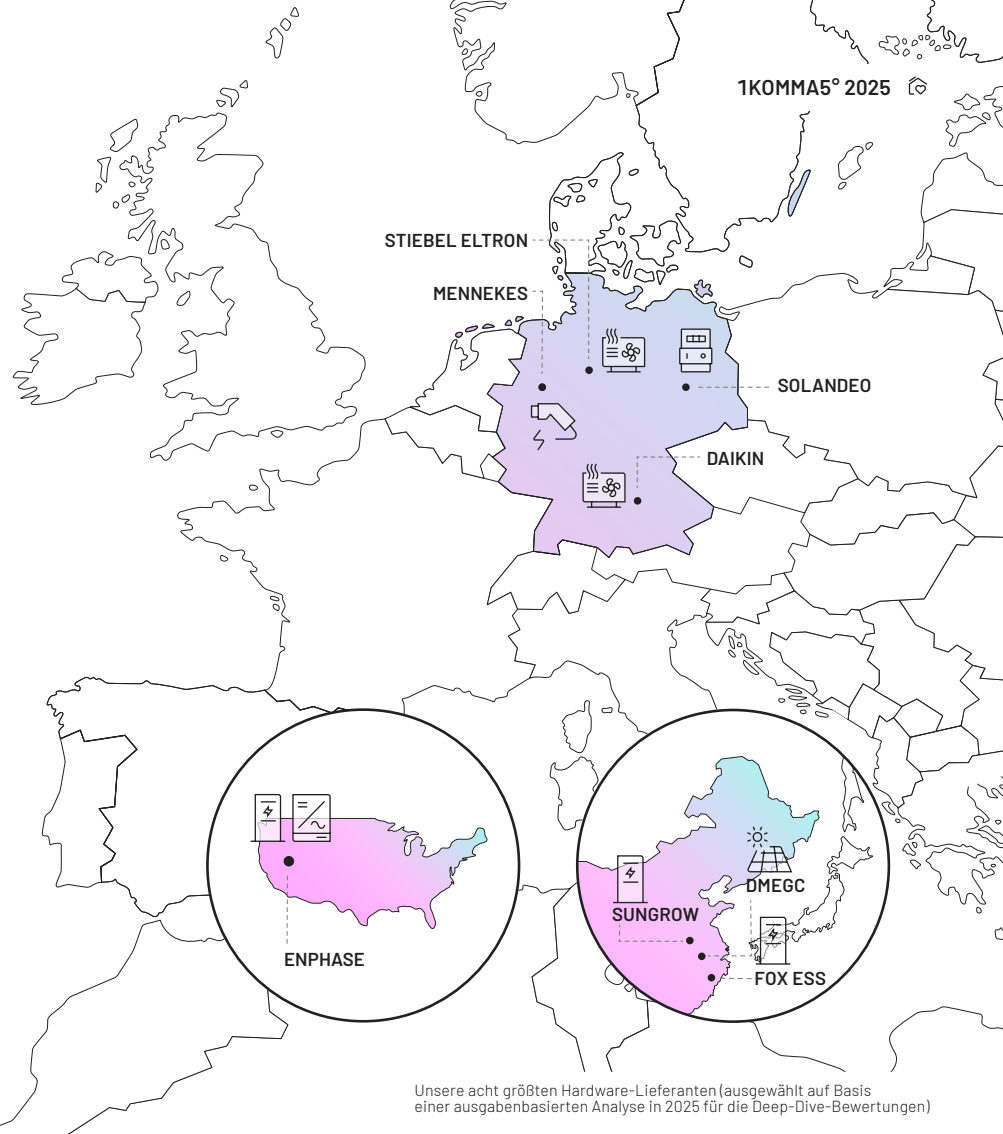 1KOMMA5° 2025
STIEBEL ELTRON
MENNEKES
SOLANDEO
DAIKIN
DMEGC
SUNGROW
ENPHASE
FOX ESS
Unsere acht größten Hardware-Lieferanten (ausgewählt auf Basis
einer ausgabenbasierten Analyse in 2025 für die Deep-Dive-Bewertungen)